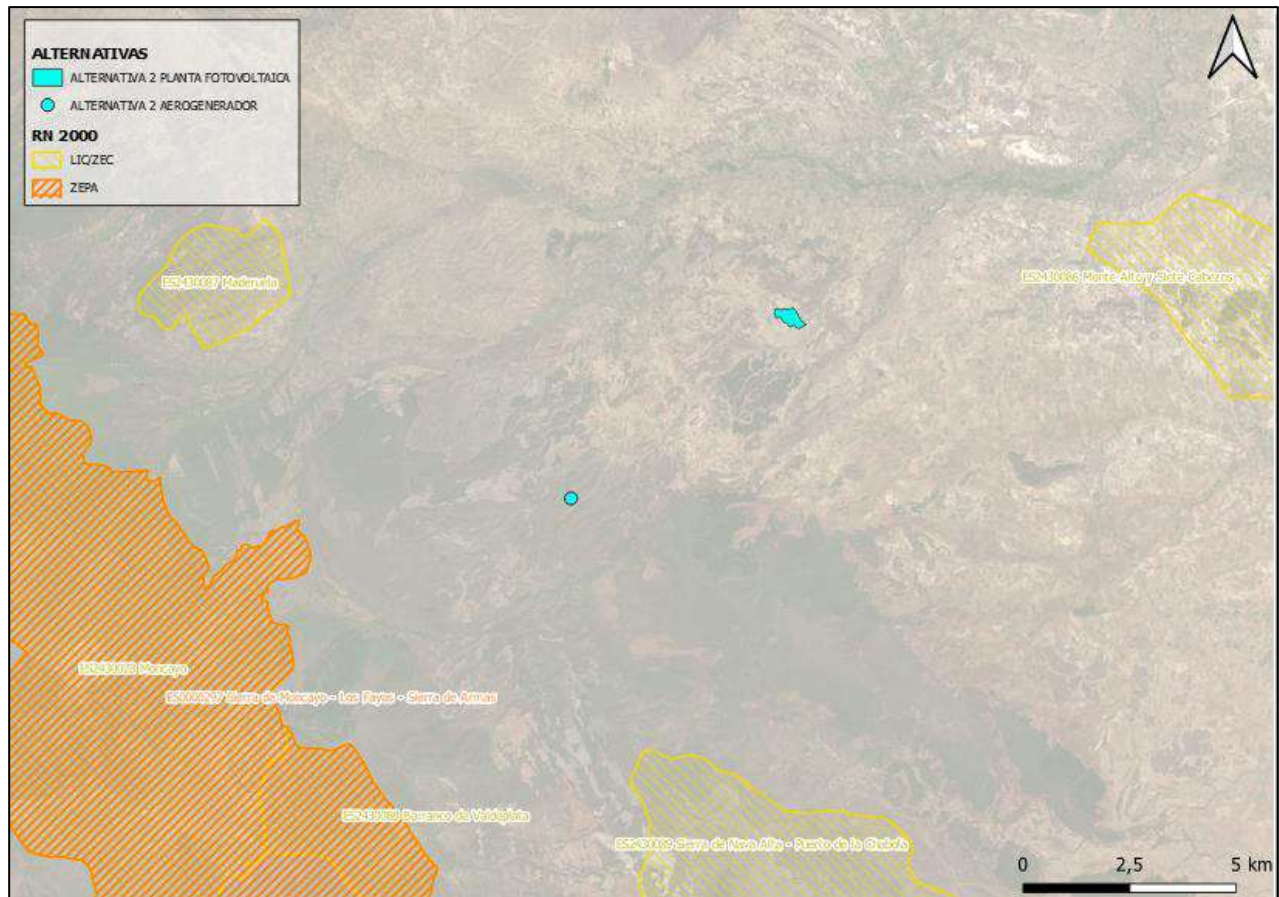 ALTERNATIVAS
ALTERNATIVA 2 PLANTA FOTOVOLTAICA
ALTERNATIVA 2 AEROGENERADOR
RN 2000
LIC/ZEC
ZEPA
ES2430087 Maderuela
ES2430086 Monte Alto y Siete Cabezos
ES2430028 Moncayo
ES0000297 Sierra de Moncayo - Los Fayos - Sierra de Armas
ES2430088 Barranco de Valdeplata
ES2430089 Sierra de Nava Alta - Puerto de la Chabola
0 2,5 5 km